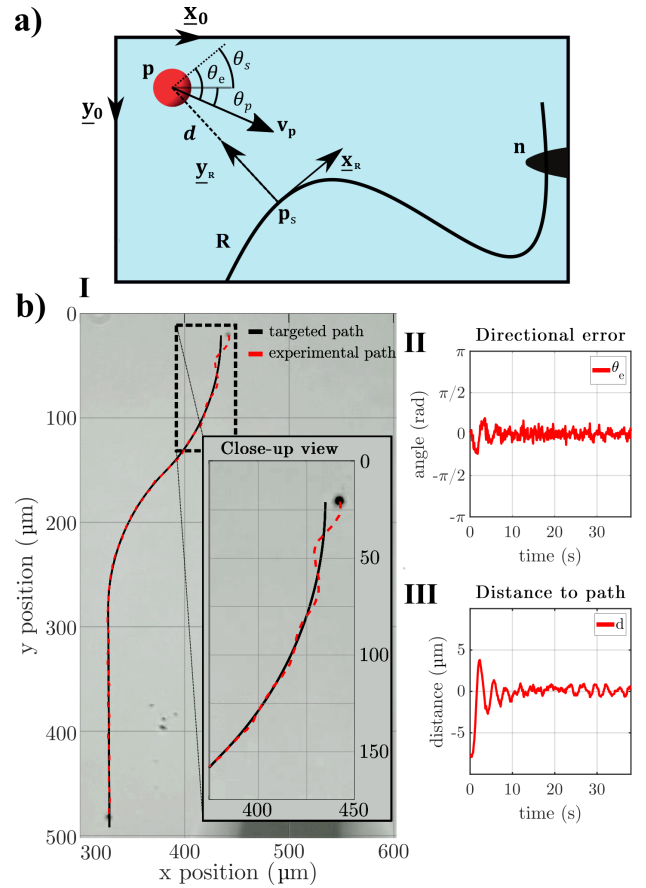 a)
x₀
y₀
p
θₛ
θₑ
θₚ
vₚ
d
y_R
x_R
pₛ
R
n
b)
I
0
100
200
300
400
500
y position (µm)
300
400
500
600
x position (µm)
targeted path
experimental path
Close-up view
0
50
100
150
400
450
II
Directional error
π
π/2
0
-π/2
-π
angle (rad)
θₑ
0
10
20
30
time (s)
III
Distance to path
5
0
-5
distance (µm)
d
0
10
20
30
time (s)